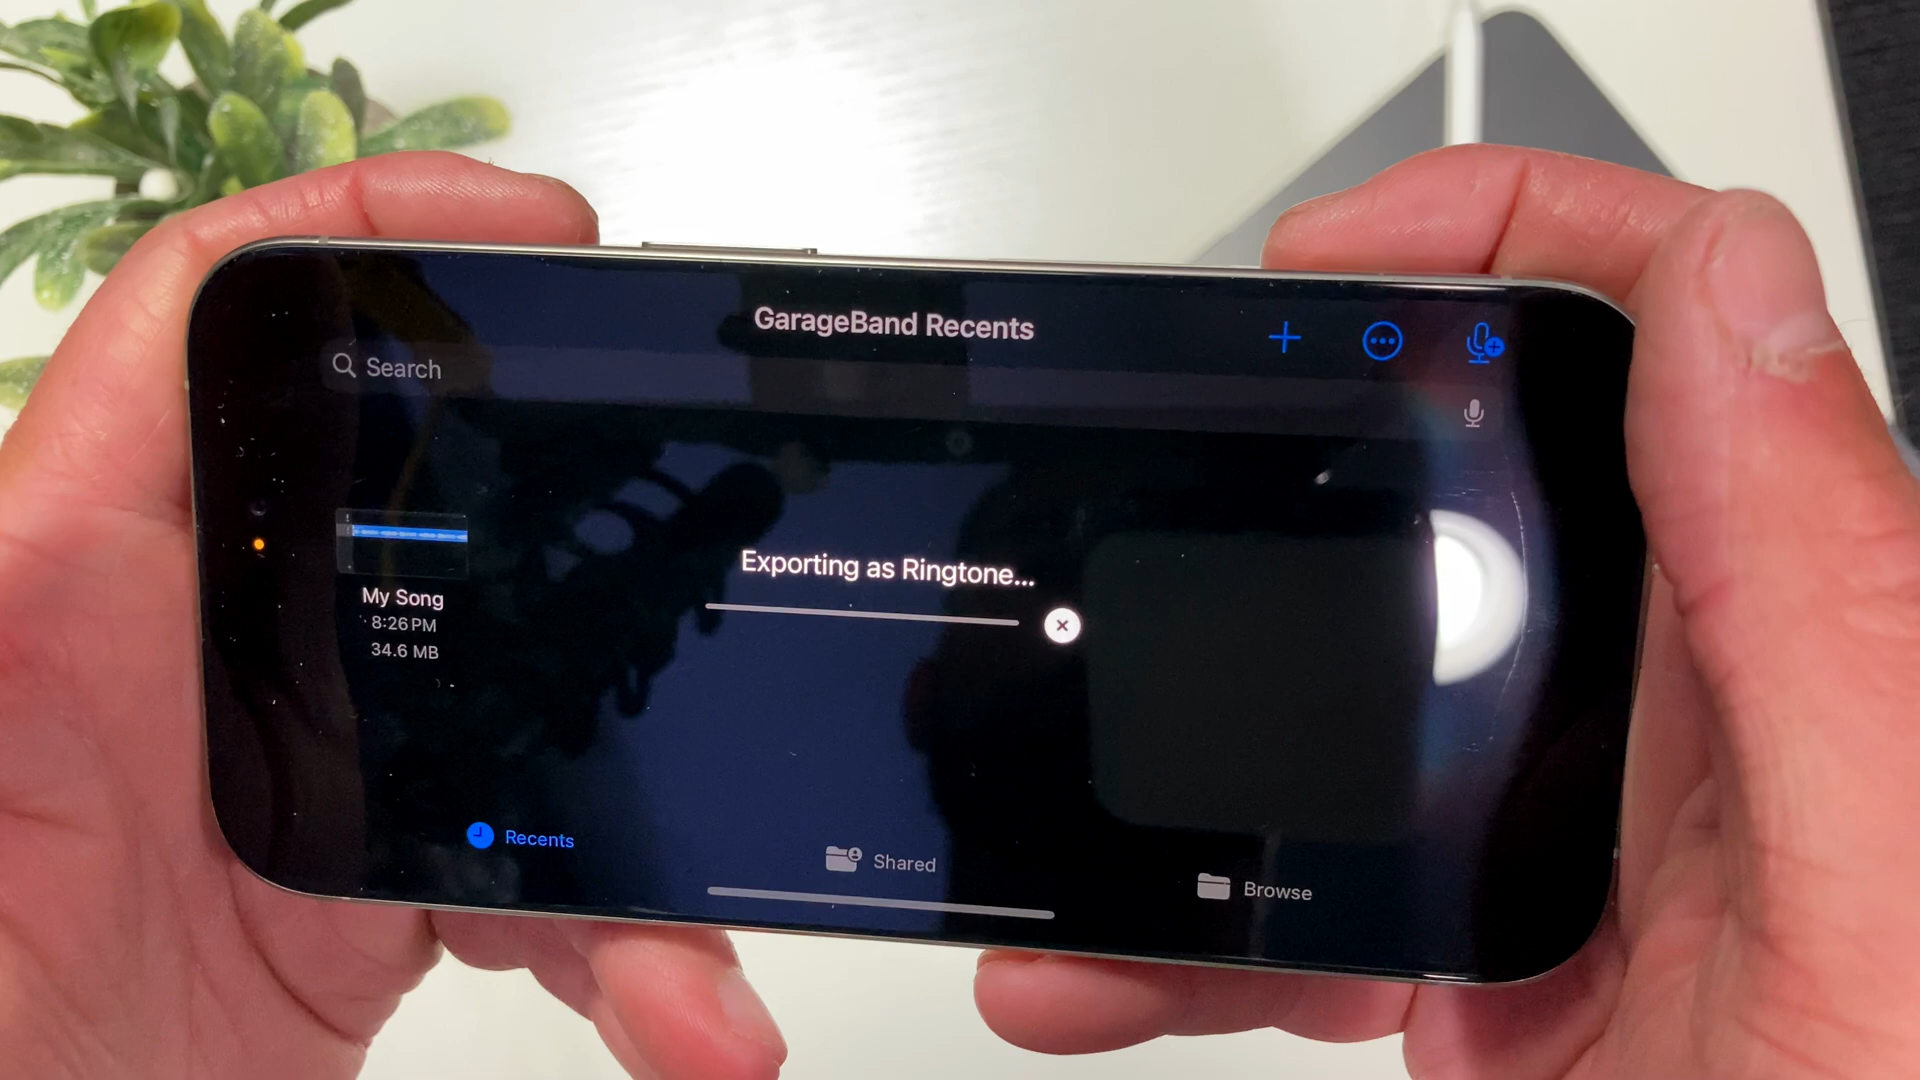 GarageBand Recents
Search
Exporting as Ringtone...
My Song
8:26 PM
34.6 MB
Recents
Shared
Browse